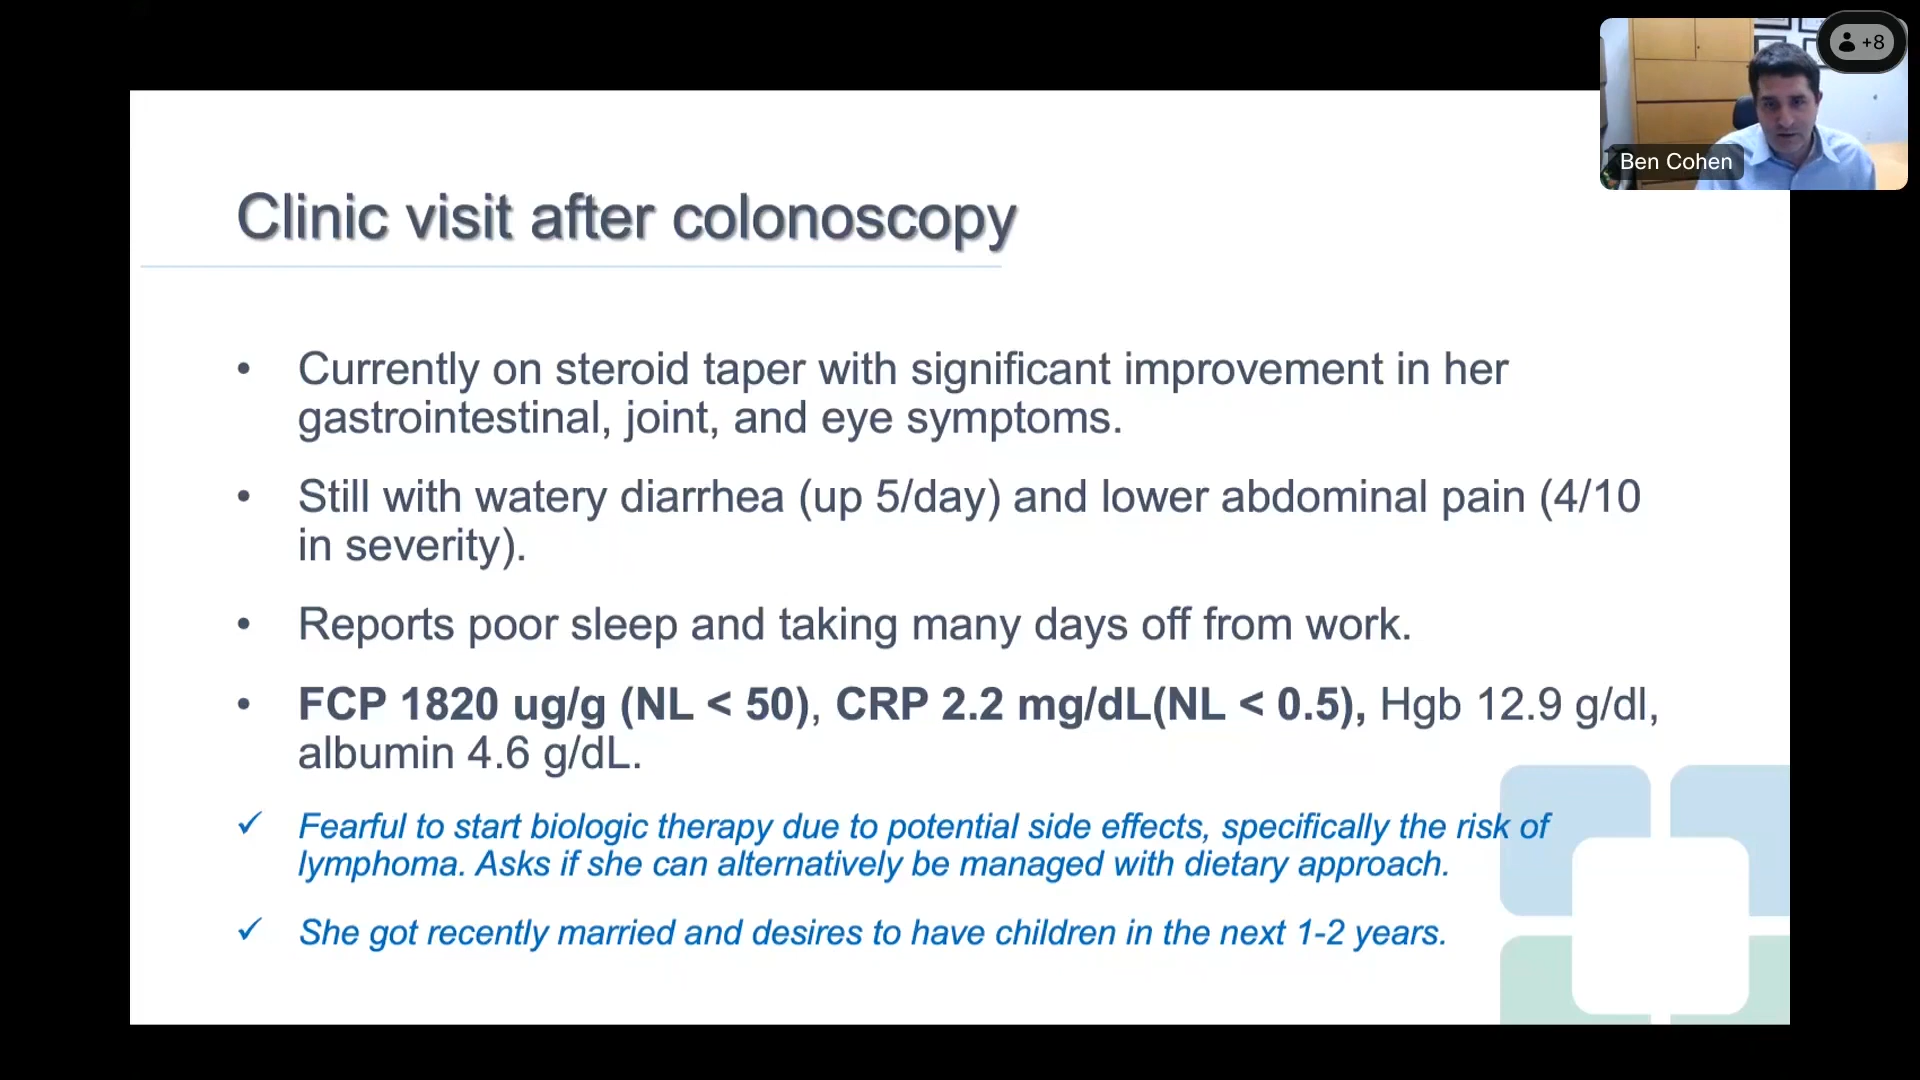 +8
Ben Cohen
Clinic visit after colonoscopy
• Currently on steroid taper with significant improvement in her
gastrointestinal, joint, and eye symptoms.
• Still with watery diarrhea (up 5/day) and lower abdominal pain (4/10
in severity).
• Reports poor sleep and taking many days off from work.
• FCP 1820 ug/g (NL < 50), CRP 2.2 mg/dL(NL < 0.5), Hgb 12.9 g/dl,
albumin 4.6 g/dL.
✓ Fearful to start biologic therapy due to potential side effects, specifically the risk of
lymphoma. Asks if she can alternatively be managed with dietary approach.
✓ She got recently married and desires to have children in the next 1-2 years.